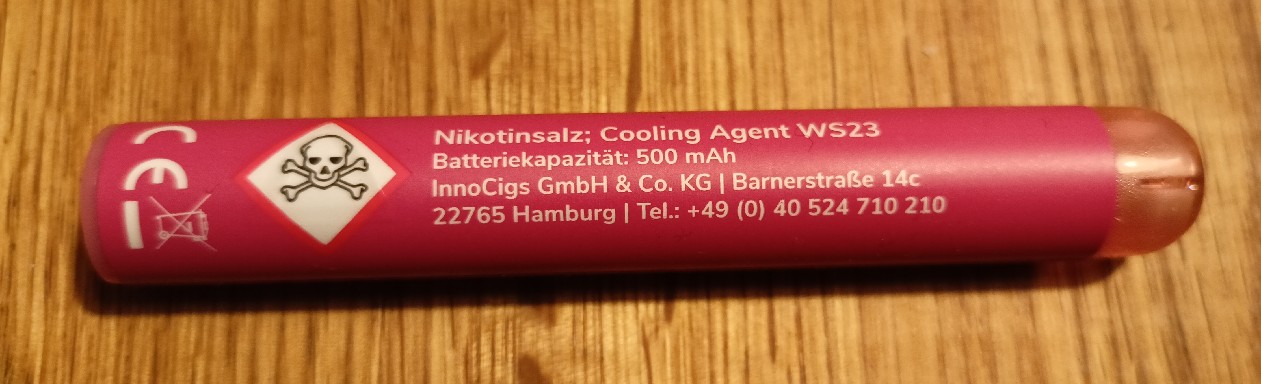 CE
Nikotinsalz; Cooling Agent WS23
Batteriekapazität: 500 mAh
InnoCigs GmbH & Co. KG | Barnerstraße 14c
22765 Hamburg | Tel.: +49 (0) 40 524 710 210